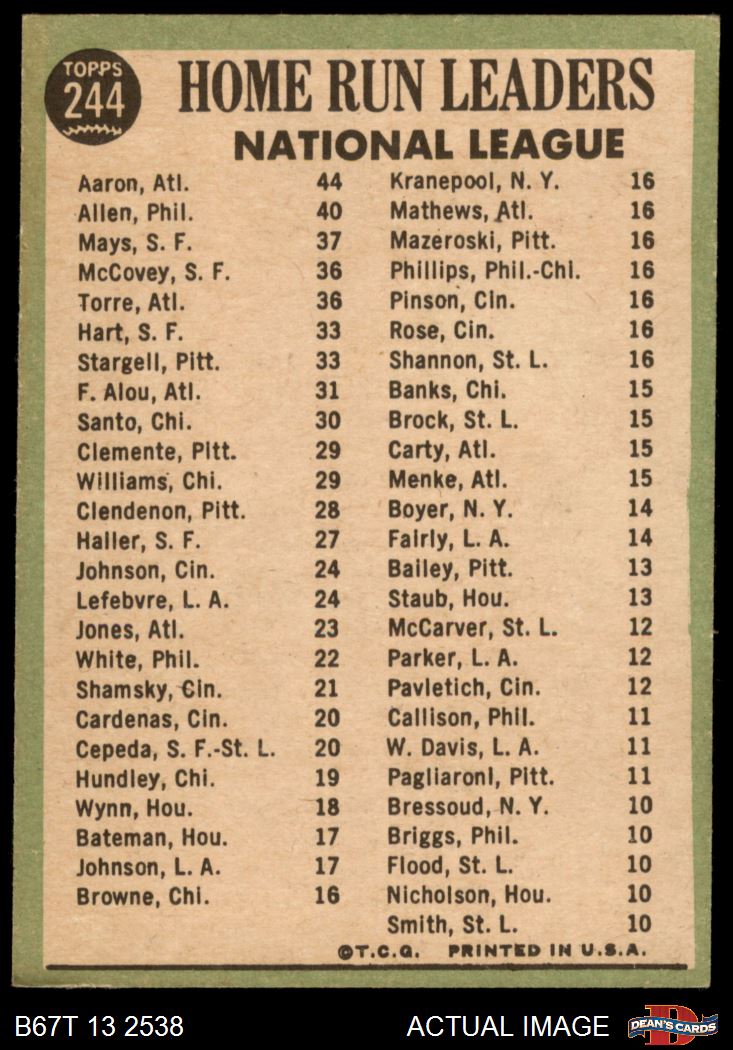 TOPPS
244
HOME RUN LEADERS
NATIONAL LEAGUE
Aaron, Atl. 44
Allen, Phil. 40
Mays, S. F. 37
McCovey, S. F. 36
Torre, Atl. 36
Hart, S. F. 33
Stargell, Pitt. 33
F. Alou, Atl. 31
Santo, Chi. 30
Clemente, Pitt. 29
Williams, Chi. 29
Clendenon, Pitt. 28
Haller, S. F. 27
Johnson, Cin. 24
Lefebvre, L. A. 24
Jones, Atl. 23
White, Phil. 22
Shamsky, Cin. 21
Cardenas, Cin. 20
Cepeda, S. F.-St. L. 20
Hundley, Chi. 19
Wynn, Hou. 18
Bateman, Hou. 17
Johnson, L. A. 17
Browne, Chi. 16
Kranepool, N. Y. 16
Mathews, Atl. 16
Mazeroski, Pitt. 16
Phillips, Phil.-Chi. 16
Pinson, Cin. 16
Rose, Cin. 16
Shannon, St. L. 16
Banks, Chi. 15
Brock, St. L. 15
Carty, Atl. 15
Menke, Atl. 15
Boyer, N. Y. 14
Fairly, L. A. 14
Bailey, Pitt. 13
Staub, Hou. 13
McCarver, St. L. 12
Parker, L. A. 12
Pavletich, Cin. 12
Callison, Phil. 11
W. Davis, L. A. 11
Pagliaroni, Pitt. 11
Bressoud, N. Y. 10
Briggs, Phil. 10
Flood, St. L. 10
Nicholson, Hou. 10
Smith, St. L. 10
©T.C.G. PRINTED IN U.S.A.
B67T 13 2538 ACTUAL IMAGE
D
DEAN'S CARDS